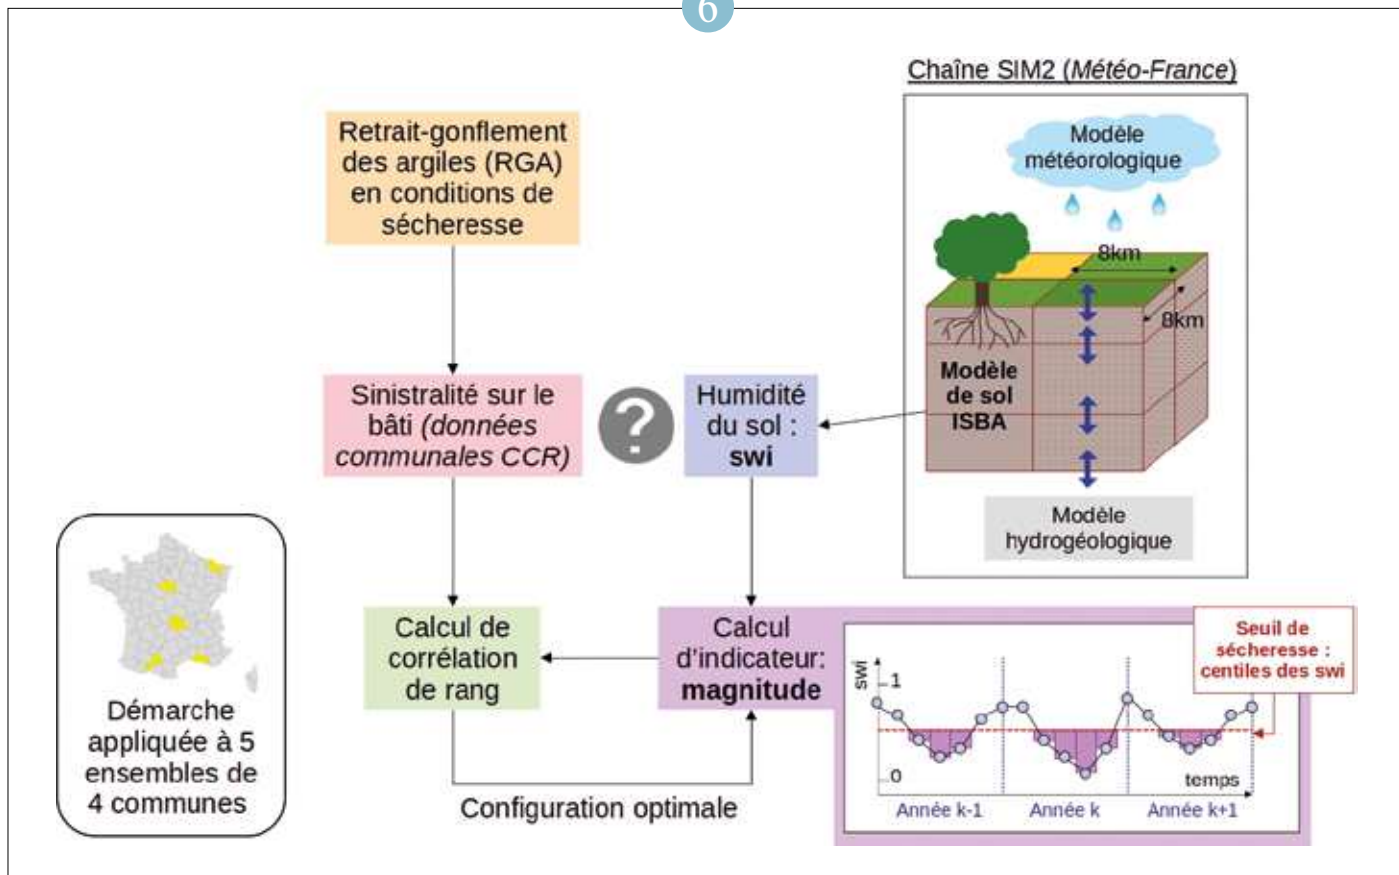 6
Chaîne SIM2 (Météo-France)
Retrait-gonflement
des argiles (RGA)
en conditions de
sécheresse
Modèle
météorologique
8km
8km
Modèle
de sol
ISBA
Modèle
hydrogéologique
Sinistralité sur le
bâti (données
communales CCR)
?
Humidité
du sol :
swi
Démarche
appliquée à 5
ensembles de
4 communes
Calcul de
corrélation
de rang
Calcul
d'indicateur:
magnitude
Configuration optimale
Seuil de
sécheresse :
centiles des swi
swi
1
0
temps
Année k-1
Année k
Année k+1